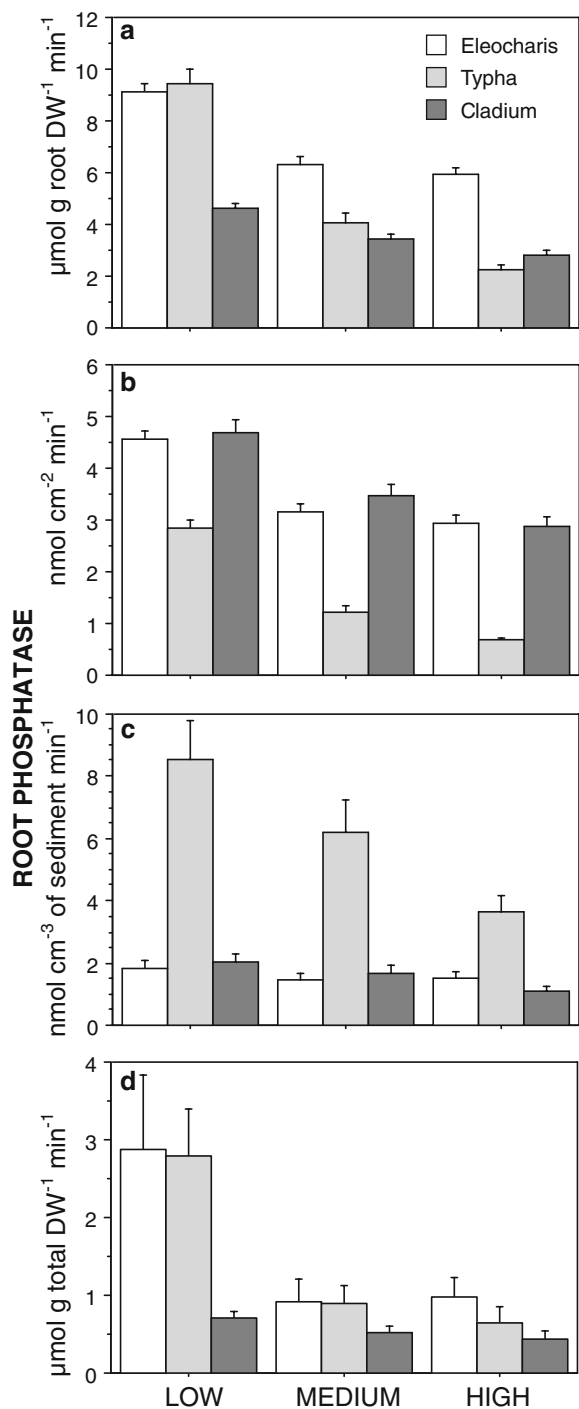 ROOT PHOSPHATASE
a
µmol g root DW⁻¹ min⁻¹
12
10
8
6
4
2
0
Eleocharis
Typha
Cladium
b
nmol cm⁻² min⁻¹
6
5
4
3
2
1
0
c
nmol cm⁻³ of sediment min⁻¹
10
8
6
4
2
0
d
µmol g total DW⁻¹ min⁻¹
4
3
2
1
0
LOW MEDIUM HIGH